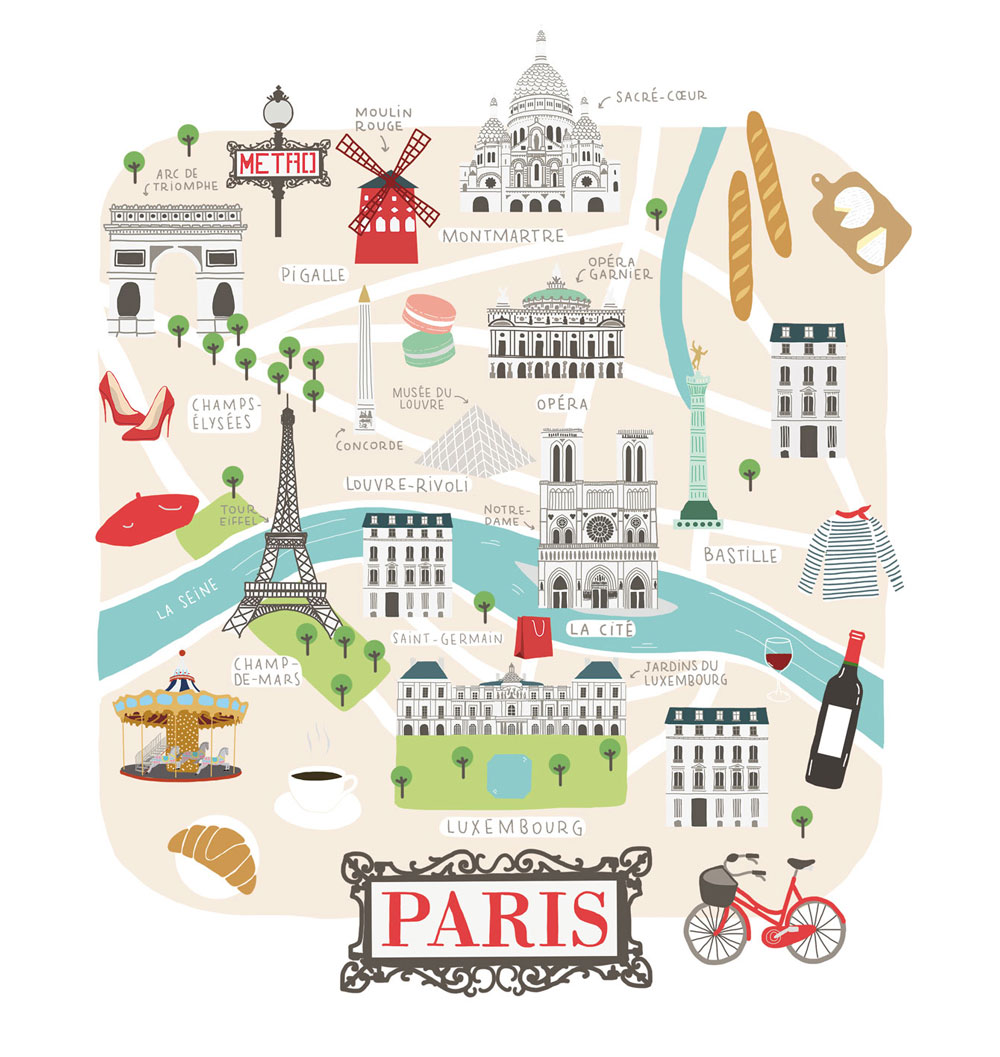 SACRÉ-CŒUR
MOULIN
ROUGE
METRO
ARC DE
TRIOMPHE
MONTMARTRE
PIGALLE
OPÉRA
GARNIER
MUSÉE DU
LOUVRE
CHAMPS-
ÉLYSÉES
OPÉRA
CONCORDE
LOUVRE-RIVOLI
TOUR
EIFFEL
NOTRE-
DAME
BASTILLE
LA SEINE
LA CITÉ
SAINT-GERMAIN
CHAMP-
DE-MARS
JARDINS DU
LUXEMBOURG
LUXEMBOURG
PARIS